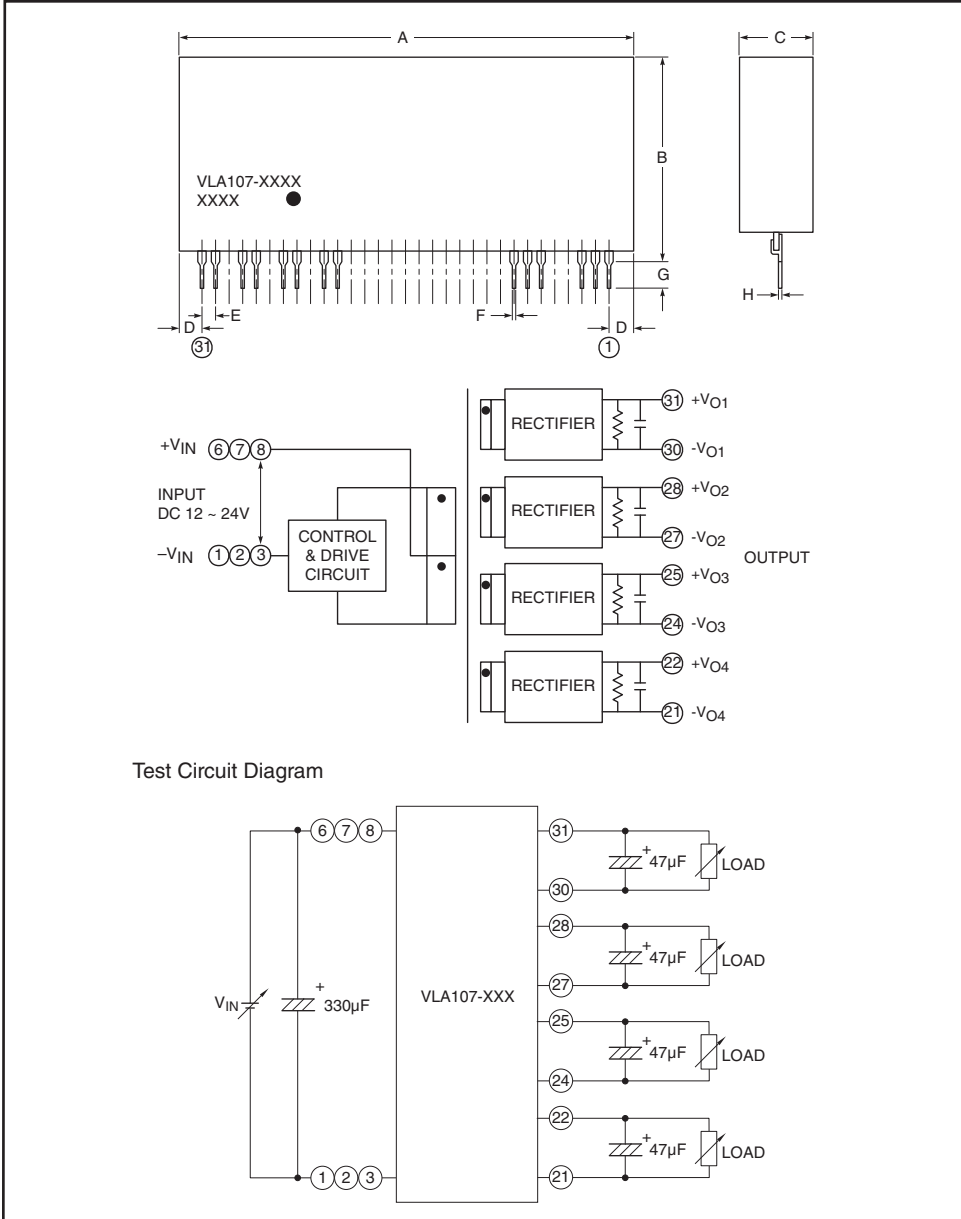 A
C
B
VLA107-XXXX
XXXX
G
H
D
E
F
D
31
1
RECTIFIER
31 +VO1
30 -VO1
+VIN 6 7 8
INPUT
DC 12 ~ 24V
–VIN 1 2 3
CONTROL
& DRIVE
CIRCUIT
RECTIFIER
28 +VO2
27 -VO2
OUTPUT
RECTIFIER
25 +VO3
24 -VO3
RECTIFIER
22 +VO4
21 -VO4
Test Circuit Diagram
6 7 8
VIN
+
330µF
1 2 3
VLA107-XXX
31
+
47µF
LOAD
30
28
+
47µF
LOAD
27
25
+
47µF
LOAD
24
22
+
47µF
LOAD
21